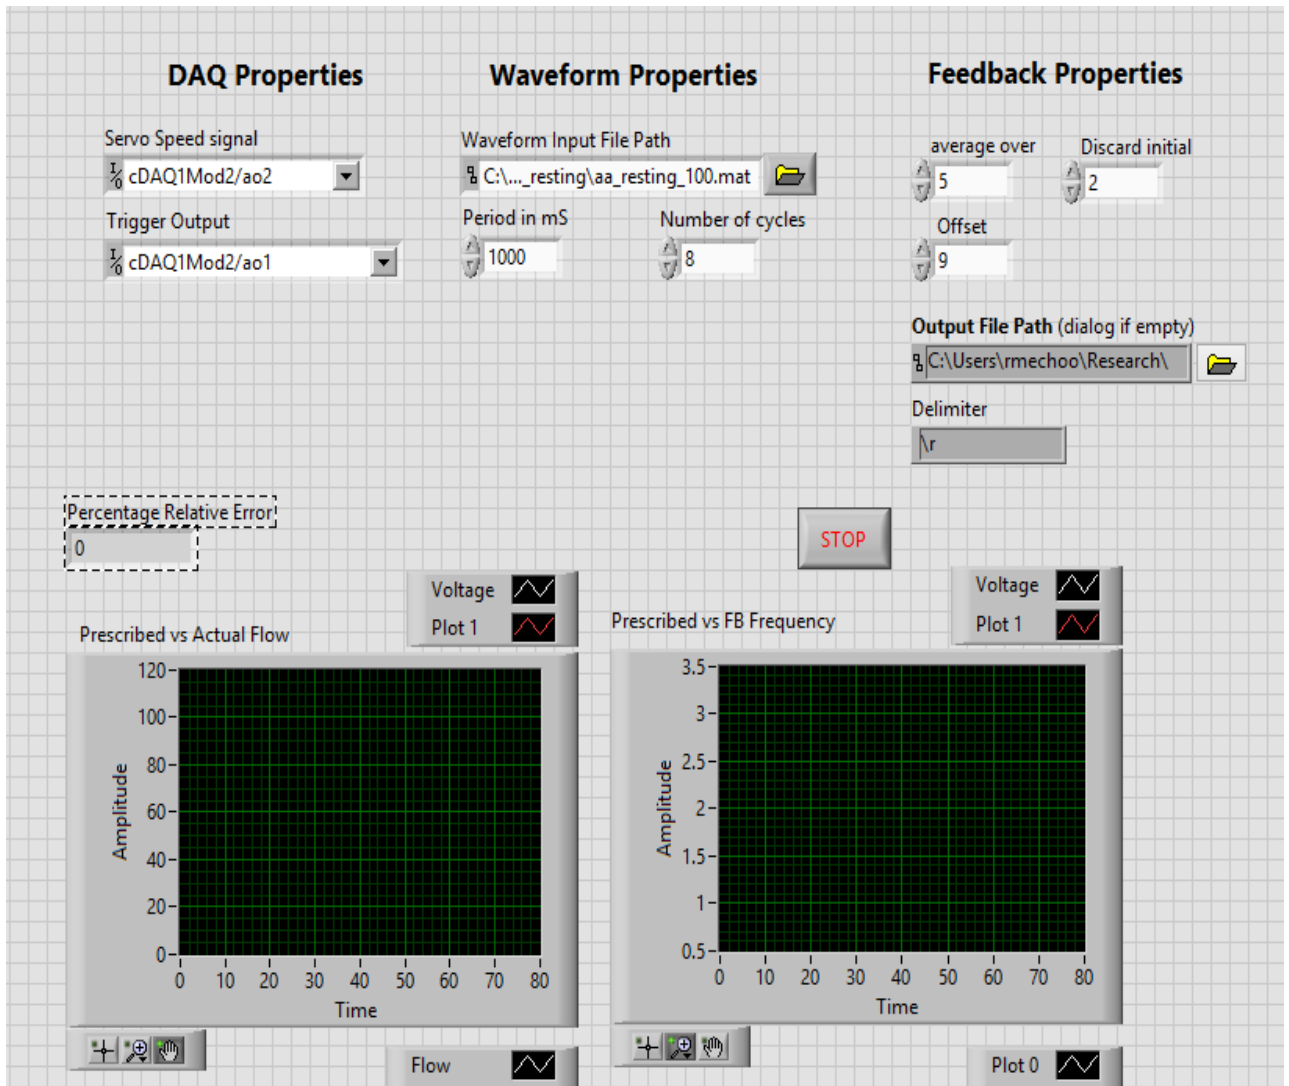 DAQ Properties
Waveform Properties
Feedback Properties
Servo Speed signal
cDAQ1Mod2/ao2
Trigger Output
cDAQ1Mod2/ao1
Waveform Input File Path
C:\..._resting\aa_resting_100.mat
Period in mS
Number of cycles
1000
8
average over
Discard initial
5
2
Offset
9
Output File Path (dialog if empty)
C:\Users\rmechoo\Research\
Delimiter
\r
Percentage Relative Error
0
STOP
Voltage
Plot 1
Prescribed vs Actual Flow
120
100
80
60
40
20
0
Amplitude
0 10 20 30 40 50 60 70 80
Time
Flow
Voltage
Plot 1
Prescribed vs FB Frequency
3.5
3
2.5
2
1.5
1
0.5
Amplitude
0 10 20 30 40 50 60 70 80
Time
Plot 0